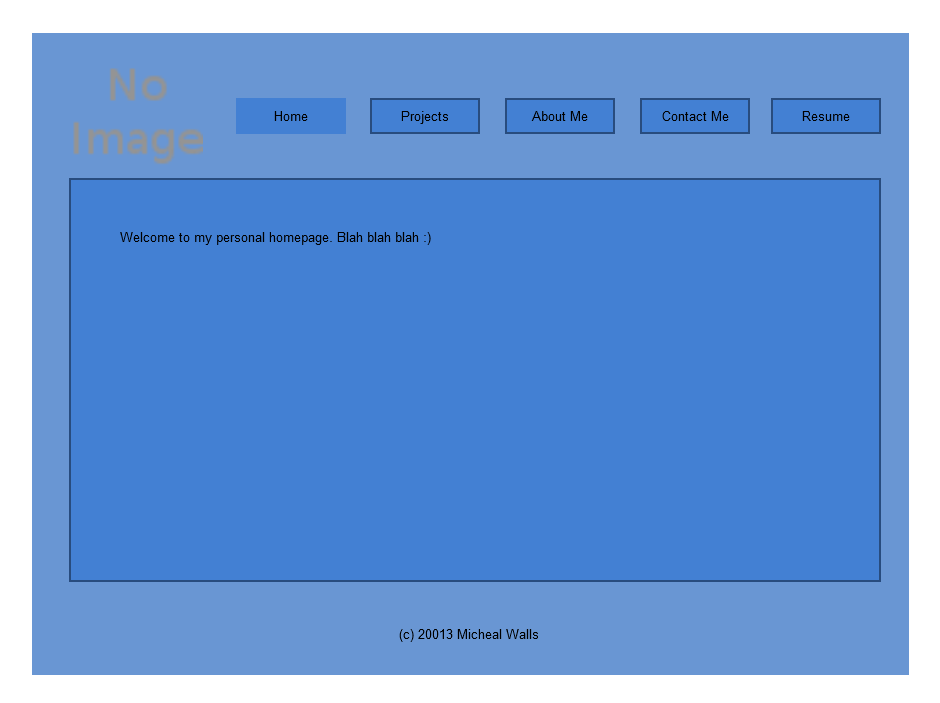 No
Image
Home
Projects
About Me
Contact Me
Resume
Welcome to my personal homepage. Blah blah blah :)
(c) 20013 Micheal Walls